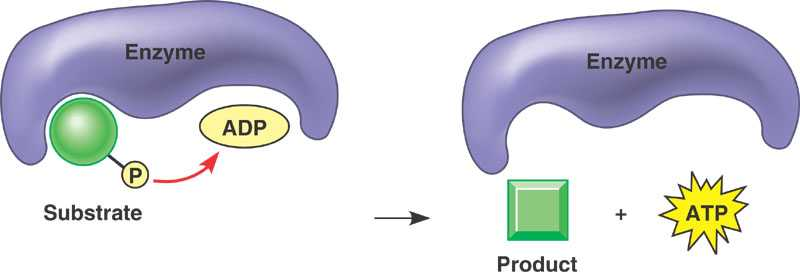 Enzyme
ADP
P
Substrate
Enzyme
+
ATP
Product